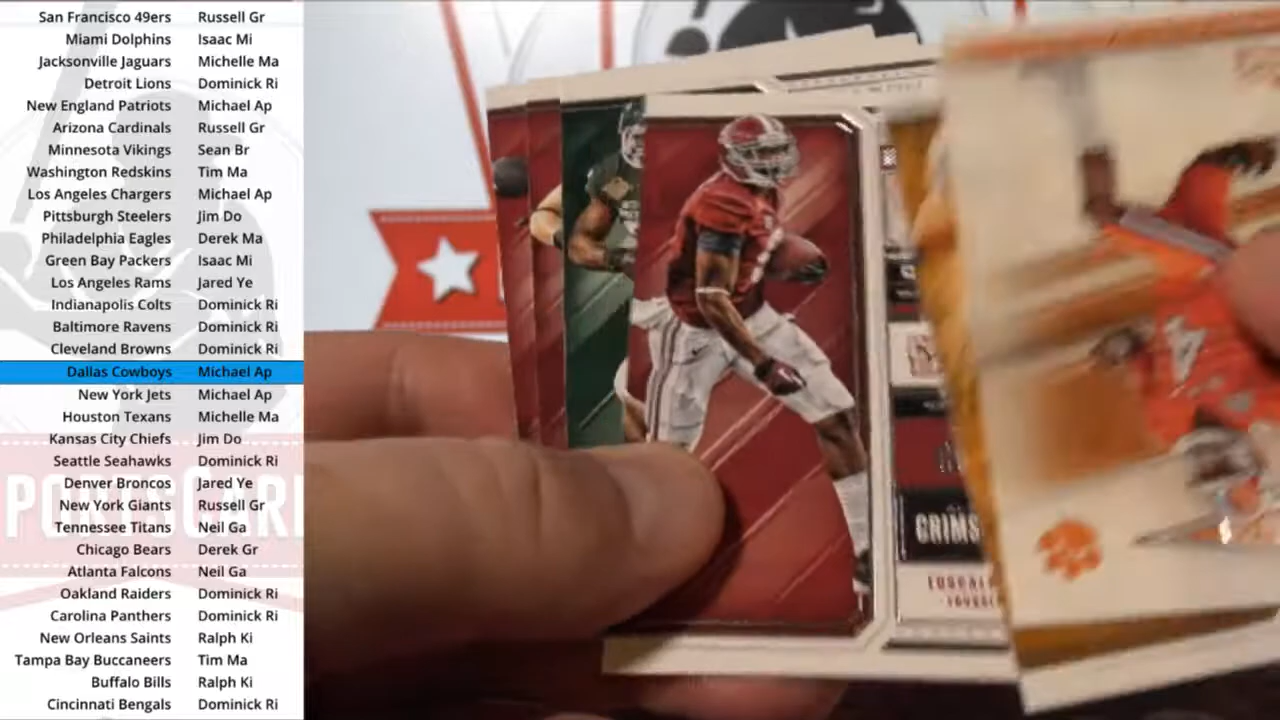 San Francisco 49ers Russell Gr
Miami Dolphins Isaac Mi
Jacksonville Jaguars Michelle Ma
Detroit Lions Dominick Ri
New England Patriots Michael Ap
Arizona Cardinals Russell Gr
Minnesota Vikings Sean Br
Washington Redskins Tim Ma
Los Angeles Chargers Michael Ap
Pittsburgh Steelers Jim Do
Philadelphia Eagles Derek Ma
Green Bay Packers Isaac Mi
Los Angeles Rams Jared Ye
Indianapolis Colts Dominick Ri
Baltimore Ravens Dominick Ri
Cleveland Browns Dominick Ri
Dallas Cowboys Michael Ap
New York Jets Michael Ap
Houston Texans Michelle Ma
Kansas City Chiefs Jim Do
Seattle Seahawks Dominick Ri
Denver Broncos Jared Ye
New York Giants Russell Gr
Tennessee Titans Neil Ga
Chicago Bears Derek Gr
Atlanta Falcons Neil Ga
Oakland Raiders Dominick Ri
Carolina Panthers Dominick Ri
New Orleans Saints Ralph Ki
Tampa Bay Buccaneers Tim Ma
Buffalo Bills Ralph Ki
Cincinnati Bengals Dominick Ri
PORTSCAR
4
CRIMS